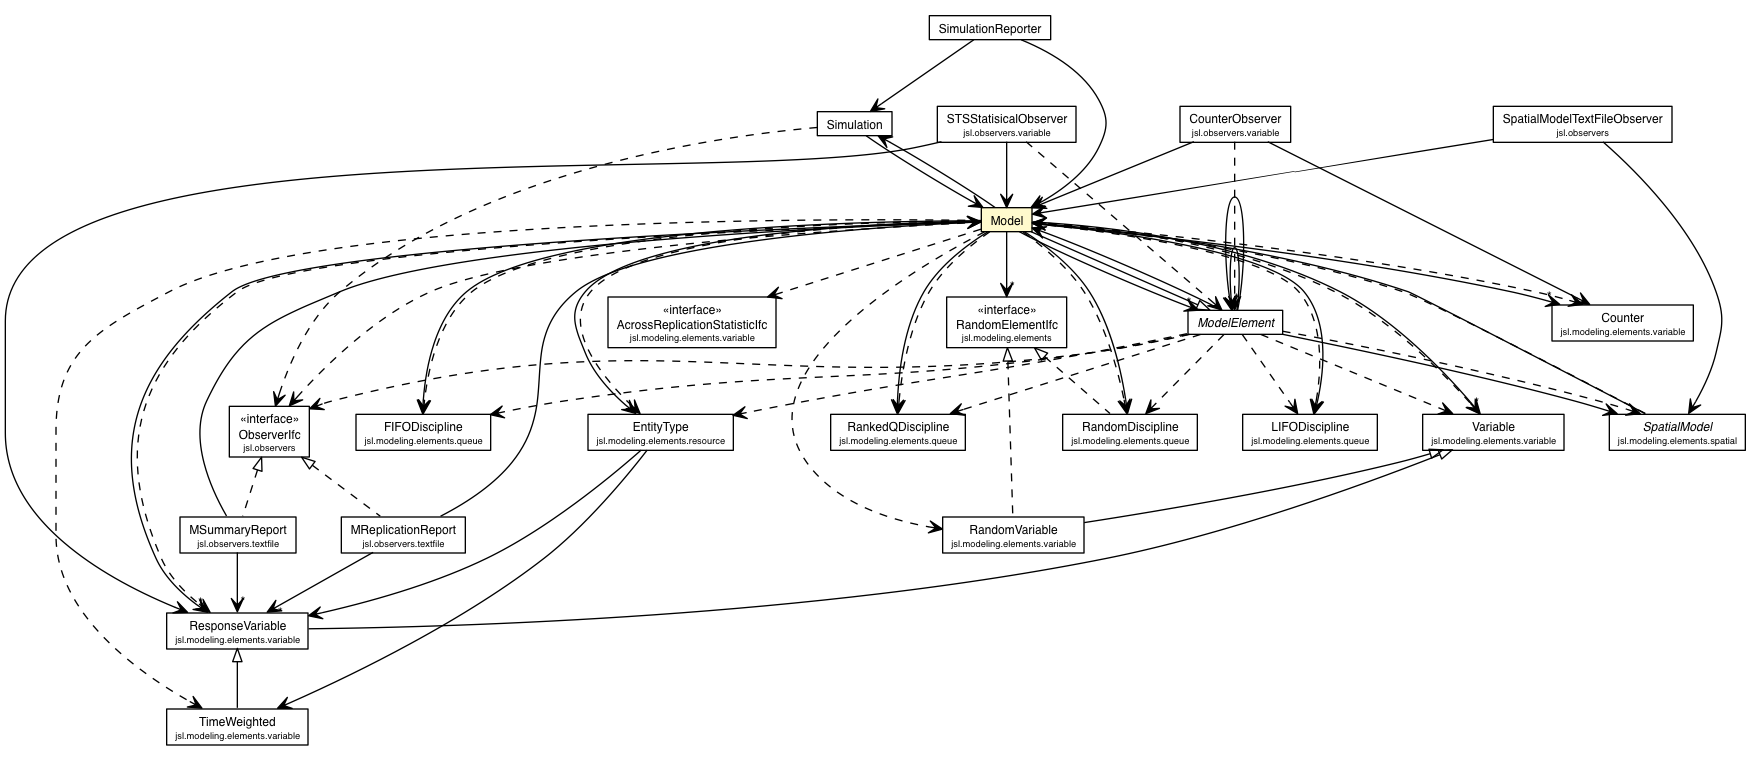 SimulationReporter
Simulation
STSStatisicalObserver
jsl.observers.variable
CounterObserver
jsl.observers.variable
SpatialModelTextFileObserver
jsl.observers
Model
«interface»
AcrossReplicationStatisticIfc
jsl.modeling.elements.variable
«interface»
RandomElementIfc
jsl.modeling.elements
ModelElement
Counter
jsl.modeling.elements.variable
«interface»
ObserverIfc
jsl.observers
FIFODiscipline
jsl.modeling.elements.queue
EntityType
jsl.modeling.elements.resource
RankedQDiscipline
jsl.modeling.elements.queue
RandomDiscipline
jsl.modeling.elements.queue
LIFODiscipline
jsl.modeling.elements.queue
Variable
jsl.modeling.elements.variable
SpatialModel
jsl.modeling.elements.spatial
MSummaryReport
jsl.observers.textfile
MReplicationReport
jsl.observers.textfile
RandomVariable
jsl.modeling.elements.variable
ResponseVariable
jsl.modeling.elements.variable
TimeWeighted
jsl.modeling.elements.variable